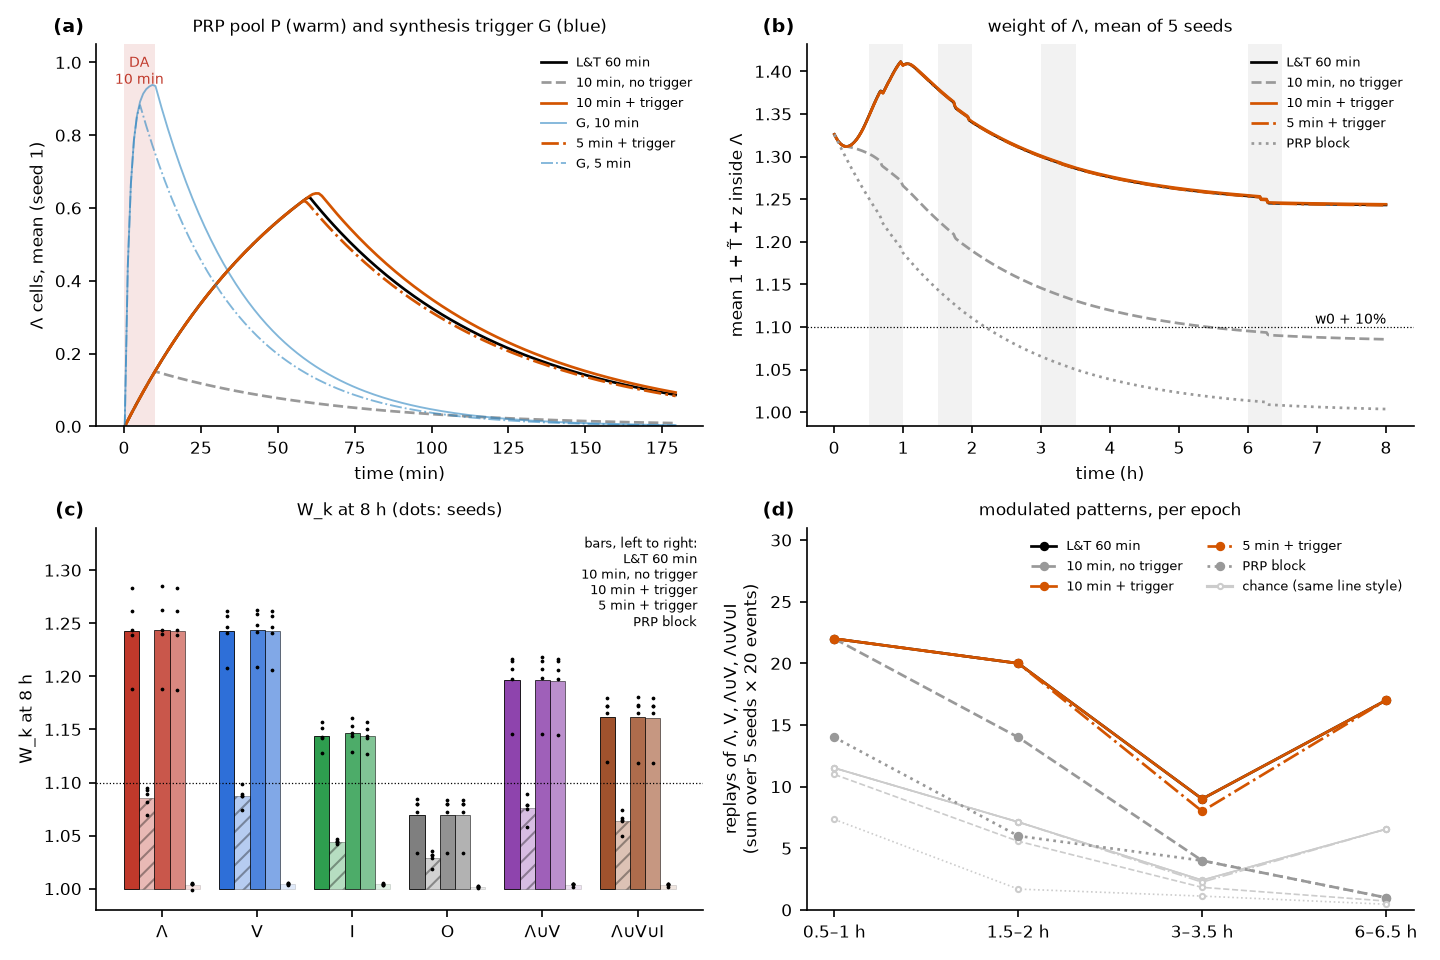 (a) PRP pool P (warm) and synthesis trigger G (blue)
DA
10 min
L&T 60 min
10 min, no trigger
10 min + trigger
G, 10 min
5 min + trigger
G, 5 min
Λ cells, mean (seed 1)
1.0
0.8
0.6
0.4
0.2
0.0
0 25 50 75 100 125 150 175
time (min)
(b) weight of Λ, mean of 5 seeds
L&T 60 min
10 min, no trigger
10 min + trigger
5 min + trigger
PRP block
w0 + 10%
mean 1 + T̃ + z inside Λ
1.40
1.35
1.30
1.25
1.20
1.15
1.10
1.05
1.00
0 1 2 3 4 5 6 7 8
time (h)
(c) W_k at 8 h (dots: seeds)
bars, left to right:
L&T 60 min
10 min, no trigger
10 min + trigger
5 min + trigger
PRP block
W_k at 8 h
1.30
1.25
1.20
1.15
1.10
1.05
1.00
Λ V I O Λ∪V Λ∪V∪I
(d) modulated patterns, per epoch
L&T 60 min
10 min, no trigger
10 min + trigger
5 min + trigger
PRP block
chance (same line style)
replays of Λ, V, Λ∪V, Λ∪V∪I
(sum over 5 seeds × 20 events)
30
25
20
15
10
5
0
0.5–1 h 1.5–2 h 3–3.5 h 6–6.5 h